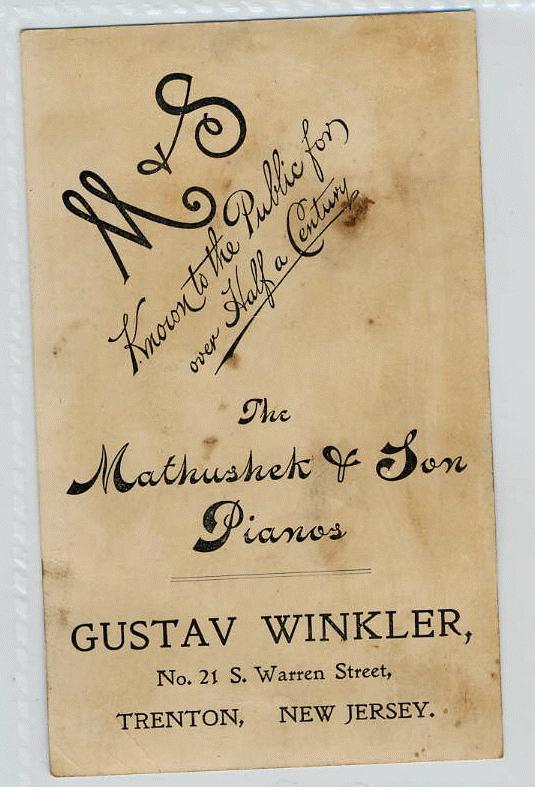 M & S
Known to the Public for
over Half a Century
The
Mathushek & Son
Pianos
GUSTAV WINKLER,
No. 21 S. Warren Street,
TRENTON, NEW JERSEY.